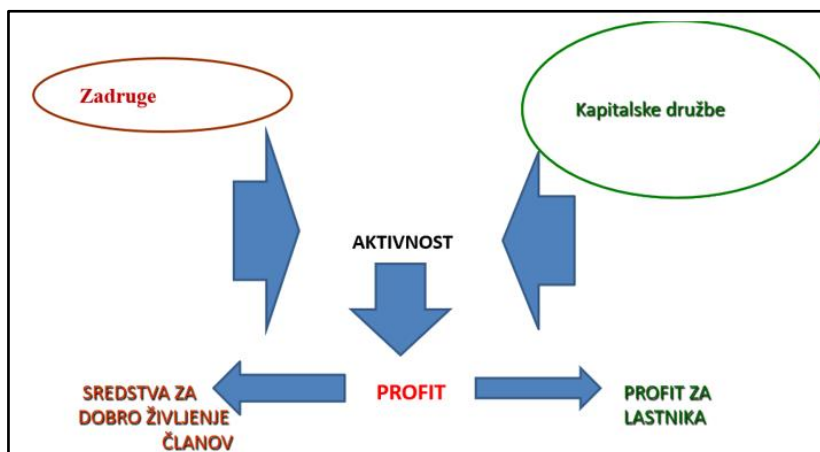 Zadruge
Kapitalske družbe
AKTIVNOST
PROFIT
SREDSTVA ZA
DOBRO ŽIVLJENJE
ČLANOV
PROFIT ZA
LASTNIKA